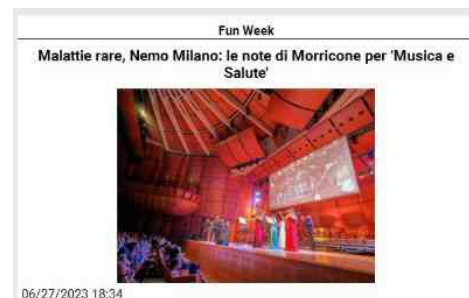 Fun Week
Malattie rare, Nemo Milano: le note di Morricone per 'Musica e
Salute'
06/27/2023 18:34